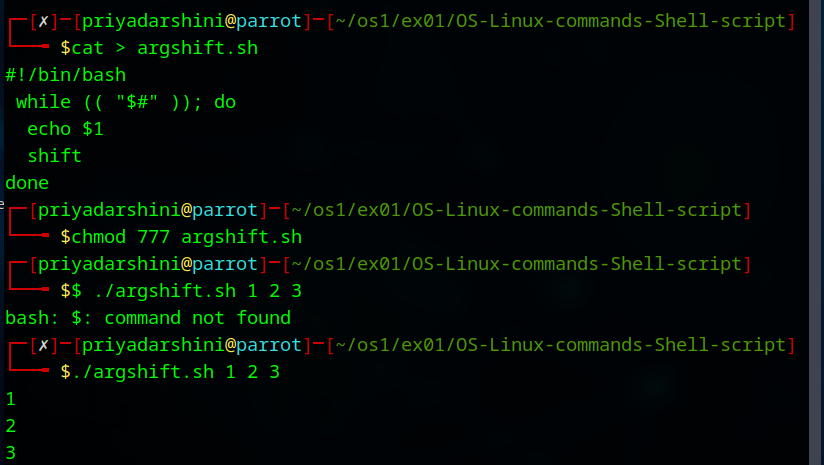 ┌─[✗]─[priyadarshini@parrot]─[~/os1/ex01/OS-Linux-commands-Shell-script]
└──╼ $cat > argshift.sh
#!/bin/bash
 while (( "$#" )); do
  echo $1
  shift
done
┌─[priyadarshini@parrot]─[~/os1/ex01/OS-Linux-commands-Shell-script]
└──╼ $chmod 777 argshift.sh
┌─[priyadarshini@parrot]─[~/os1/ex01/OS-Linux-commands-Shell-script]
└──╼ $$ ./argshift.sh 1 2 3
bash: $: command not found
┌─[✗]─[priyadarshini@parrot]─[~/os1/ex01/OS-Linux-commands-Shell-script]
└──╼ $./argshift.sh 1 2 3
1
2
3